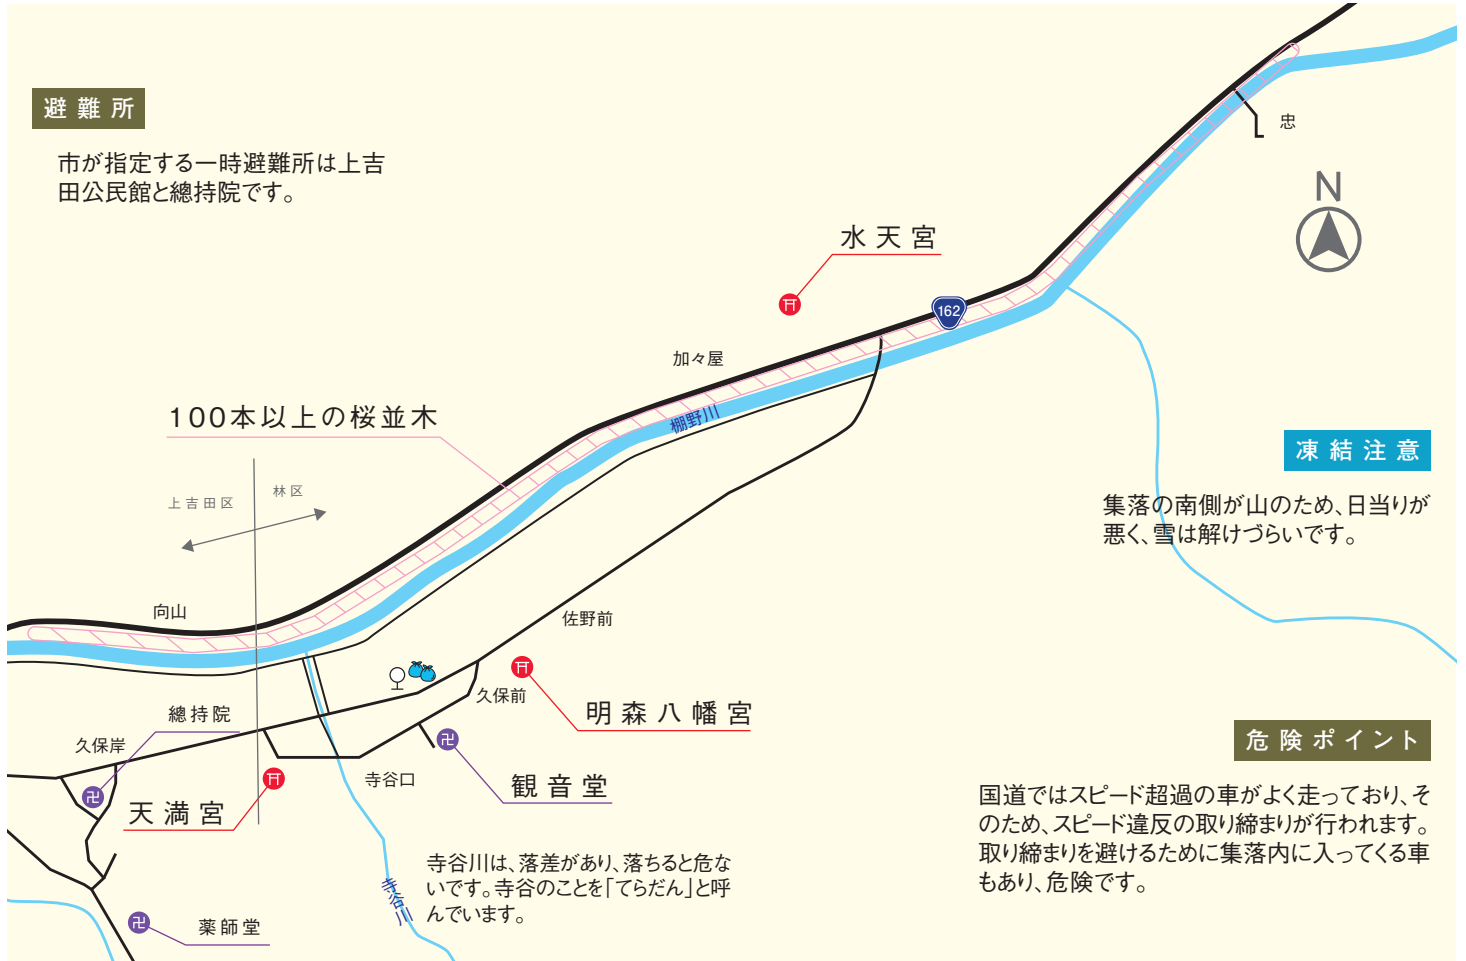 避難所
市が指定する一時避難所は上吉
田公民館と總持院です。
忠
N
水天宮
162
加々屋
棚野川
100本以上の桜並木
上吉田区
林区
凍結注意
集落の南側が山のため、日当りが
悪く、雪は解けづらいです。
向山
佐野前
久保前
明森八幡宮
總持院
久保岸
寺谷口
観音堂
天満宮
危険ポイント
国道ではスピード超過の車がよく走っており、そ
のため、スピード違反の取り締まりが行われます。
取り締まりを避けるために集落内に入ってくる車
もあり、危険です。
寺谷川は、落差があり、落ちると危な
いです。寺谷のことを「てらだん」と呼
んでいます。
寺谷川
薬師堂